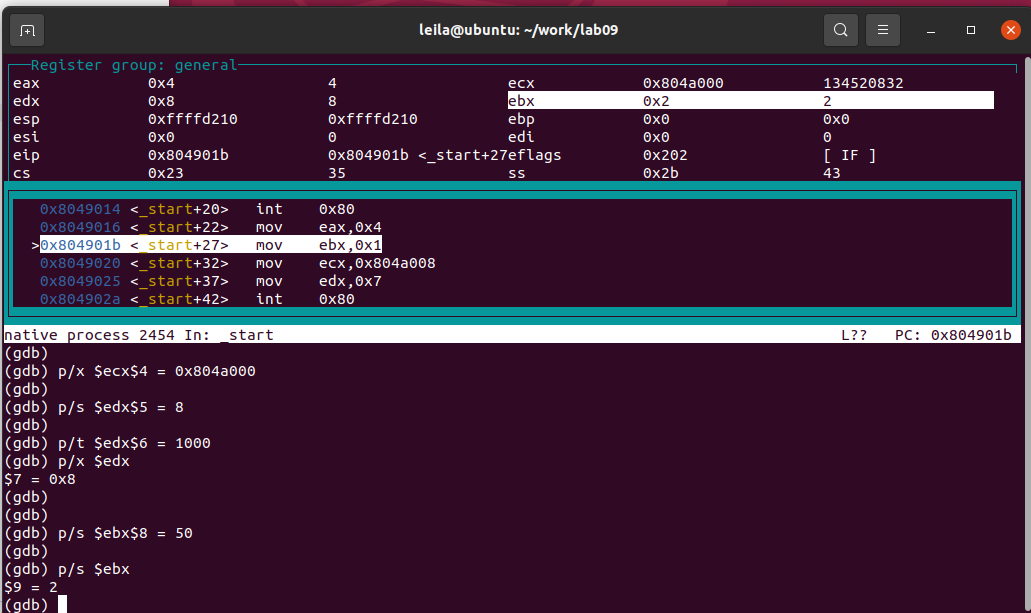 leila@ubuntu: ~/work/lab09
Register group: general
eax 0x4 4 ecx 0x804a000 134520832
edx 0x8 8 ebx 0x2 2
esp 0xffffd210 0xffffd210 ebp 0x0 0x0
esi 0x0 0 edi 0x0 0
eip 0x804901b 0x804901b <_start+27eflags 0x202 [ IF ]
cs 0x23 35 ss 0x2b 43
0x8049014 <_start+20> int 0x80
0x8049016 <_start+22> mov eax,0x4
>0x804901b <_start+27> mov ebx,0x1
0x8049020 <_start+32> mov ecx,0x804a008
0x8049025 <_start+37> mov edx,0x7
0x804902a <_start+42> int 0x80
native process 2454 In: _start L?? PC: 0x804901b
(gdb)
(gdb) p/x $ecx$4 = 0x804a000
(gdb)
(gdb) p/s $edx$5 = 8
(gdb)
(gdb) p/t $edx$6 = 1000
(gdb) p/x $edx
$7 = 0x8
(gdb)
(gdb)
(gdb) p/s $ebx$8 = 50
(gdb)
(gdb) p/s $ebx
$9 = 2
(gdb)